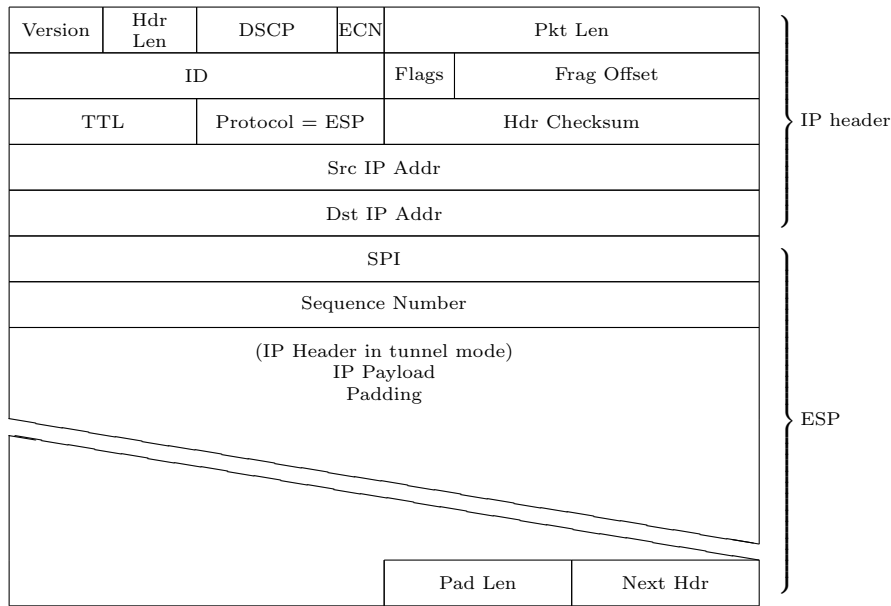 Version
Hdr
Len
DSCP
ECN
Pkt Len
ID
Flags
Frag Offset
TTL
Protocol = ESP
Hdr Checksum
IP header
Src IP Addr
Dst IP Addr
SPI
Sequence Number
(IP Header in tunnel mode)
IP Payload
Padding
ESP
Pad Len
Next Hdr